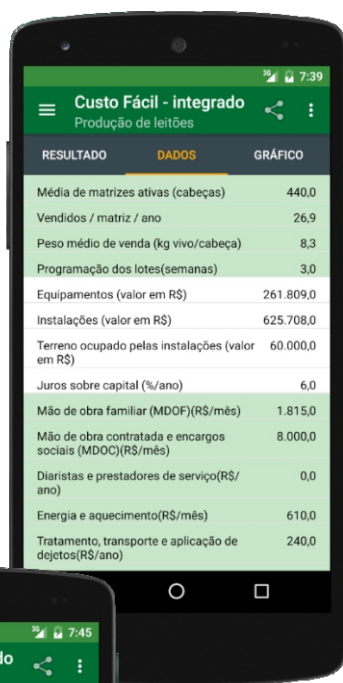 3G 7:39
Custo Fácil - integrado
Produção de leitões
RESULTADO DADOS GRÁFICO
Média de matrizes ativas (cabeças) 440,0
Vendidos / matriz / ano 26,9
Peso médio de venda (kg vivo/cabeça) 8,3
Programação dos lotes(semanas) 3,0
Equipamentos (valor em R$) 261.809,0
Instalações (valor em R$) 625.708,0
Terreno ocupado pelas instalações (valor 60.000,0
em R$)
Juros sobre capital (%/ano) 6,0
Mão de obra familiar (MDOF)(R$/mês) 1.815,0
Mão de obra contratada e encargos 8.000,0
sociais (MDOC)(R$/mês)
Diaristas e prestadores de serviço(R$/ 0,0
ano)
Energia e aquecimento(R$/mês) 610,0
Tratamento, transporte e aplicação de 240,0
dejetos(R$/ano)
3G 7:45
do